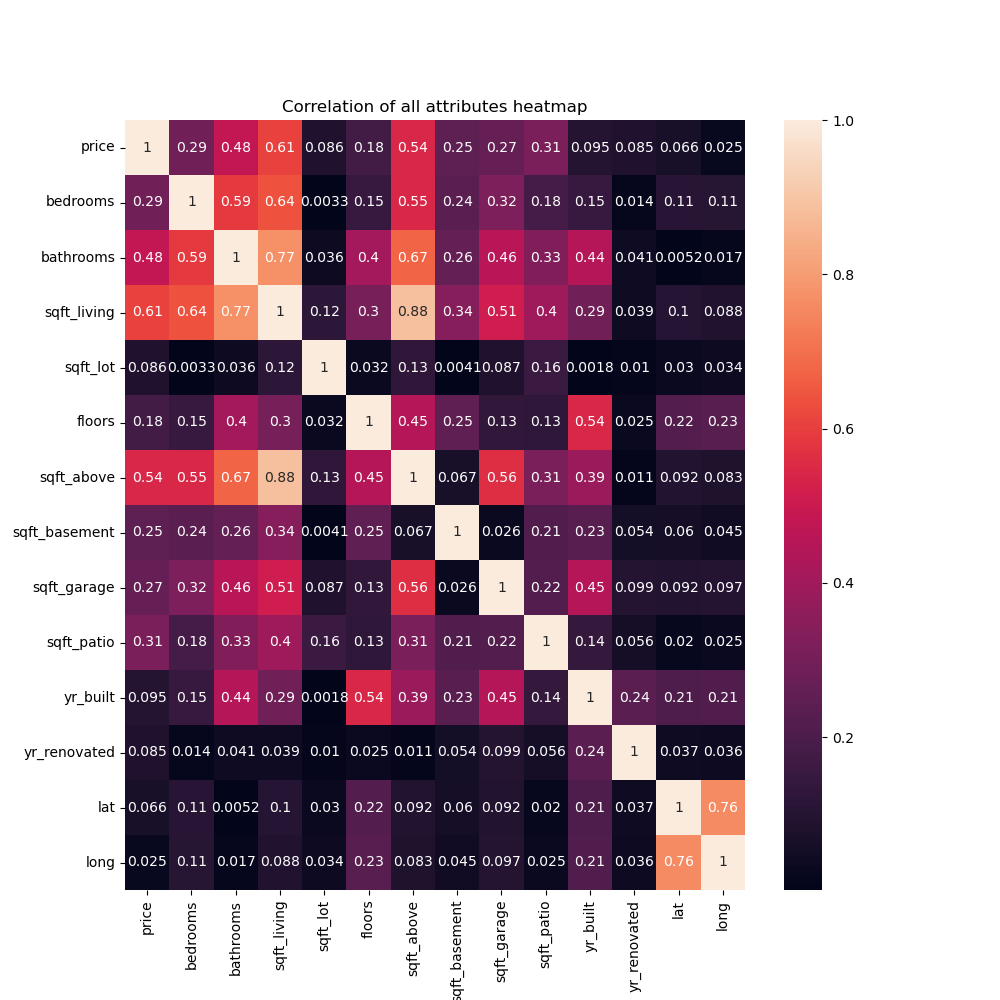 Correlation of all attributes heatmap
price 1 0.29 0.48 0.61 0.086 0.18 0.54 0.25 0.27 0.31 0.095 0.085 0.066 0.025 1.0
bedrooms 0.29 1 0.59 0.64 0.0033 0.15 0.55 0.24 0.32 0.18 0.15 0.014 0.11 0.11
bathrooms 0.48 0.59 1 0.77 0.036 0.4 0.67 0.26 0.46 0.33 0.44 0.041 0.0052 0.017 0.8
sqft_living 0.61 0.64 0.77 1 0.12 0.3 0.88 0.34 0.51 0.4 0.29 0.039 0.1 0.088
sqft_lot 0.086 0.0033 0.036 0.12 1 0.032 0.13 0.0041 0.087 0.16 0.0018 0.01 0.03 0.034
floors 0.18 0.15 0.4 0.3 0.032 1 0.45 0.25 0.13 0.13 0.54 0.025 0.22 0.23 0.6
sqft_above 0.54 0.55 0.67 0.88 0.13 0.45 1 0.067 0.56 0.31 0.39 0.011 0.092 0.083
sqft_basement 0.25 0.24 0.26 0.34 0.0041 0.25 0.067 1 0.026 0.21 0.23 0.054 0.06 0.045
sqft_garage 0.27 0.32 0.46 0.51 0.087 0.13 0.56 0.026 1 0.22 0.45 0.099 0.092 0.097 0.4
sqft_patio 0.31 0.18 0.33 0.4 0.16 0.13 0.31 0.21 0.22 1 0.14 0.056 0.02 0.025
yr_built 0.095 0.15 0.44 0.29 0.0018 0.54 0.39 0.23 0.45 0.14 1 0.24 0.21 0.21
yr_renovated 0.085 0.014 0.041 0.039 0.01 0.025 0.011 0.054 0.099 0.056 0.24 1 0.037 0.036 0.2
lat 0.066 0.11 0.0052 0.1 0.03 0.22 0.092 0.06 0.092 0.02 0.21 0.037 1 0.76
long 0.025 0.11 0.017 0.088 0.034 0.23 0.083 0.045 0.097 0.025 0.21 0.036 0.76 1
price bedrooms bathrooms sqft_living sqft_lot floors sqft_above sqft_basement sqft_garage sqft_patio yr_built yr_renovated lat long